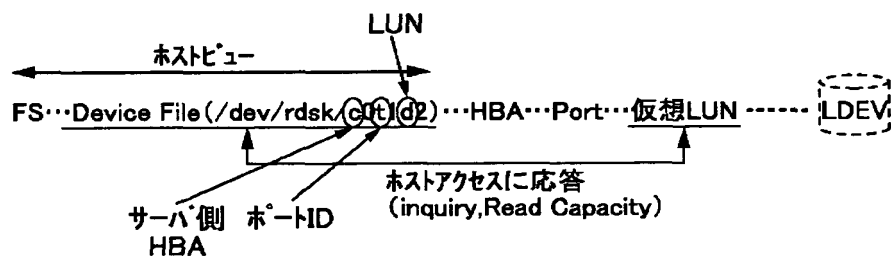 LUN
ホストビュー
FS…Device File(/dev/rdsk/c0t1d2)…HBA…Port…仮想LUN------LDEV
ホストアクセスに応答
(inquiry,Read Capacity)
サーバ側 ポートID
HBA